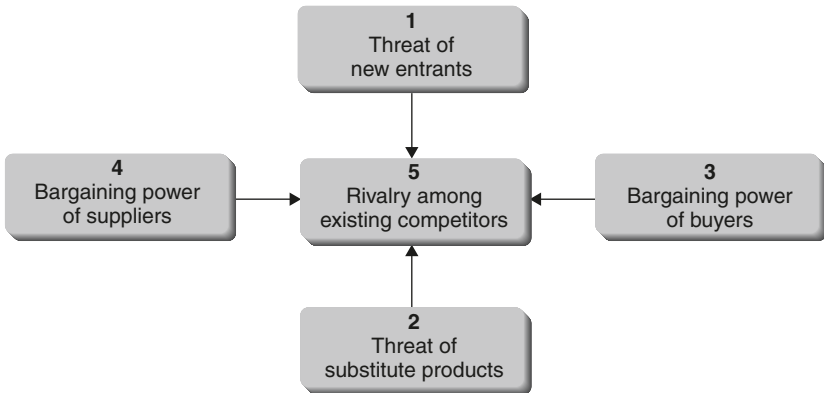 1
Threat of
new entrants
4
Bargaining power
of suppliers
5
Rivalry among
existing competitors
3
Bargaining power
of buyers
2
Threat of
substitute products